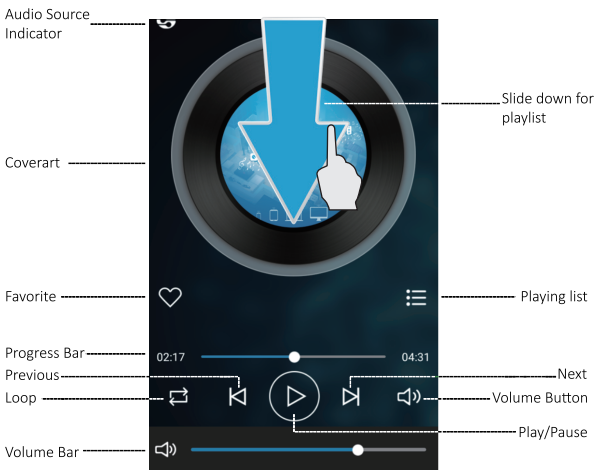 Audio Source
Indicator
Slide down for
playlist
Coverart
Favorite
Playing list
Progress Bar
02:17
04:31
Previous
Next
Loop
Volume Button
Play/Pause
Volume Bar